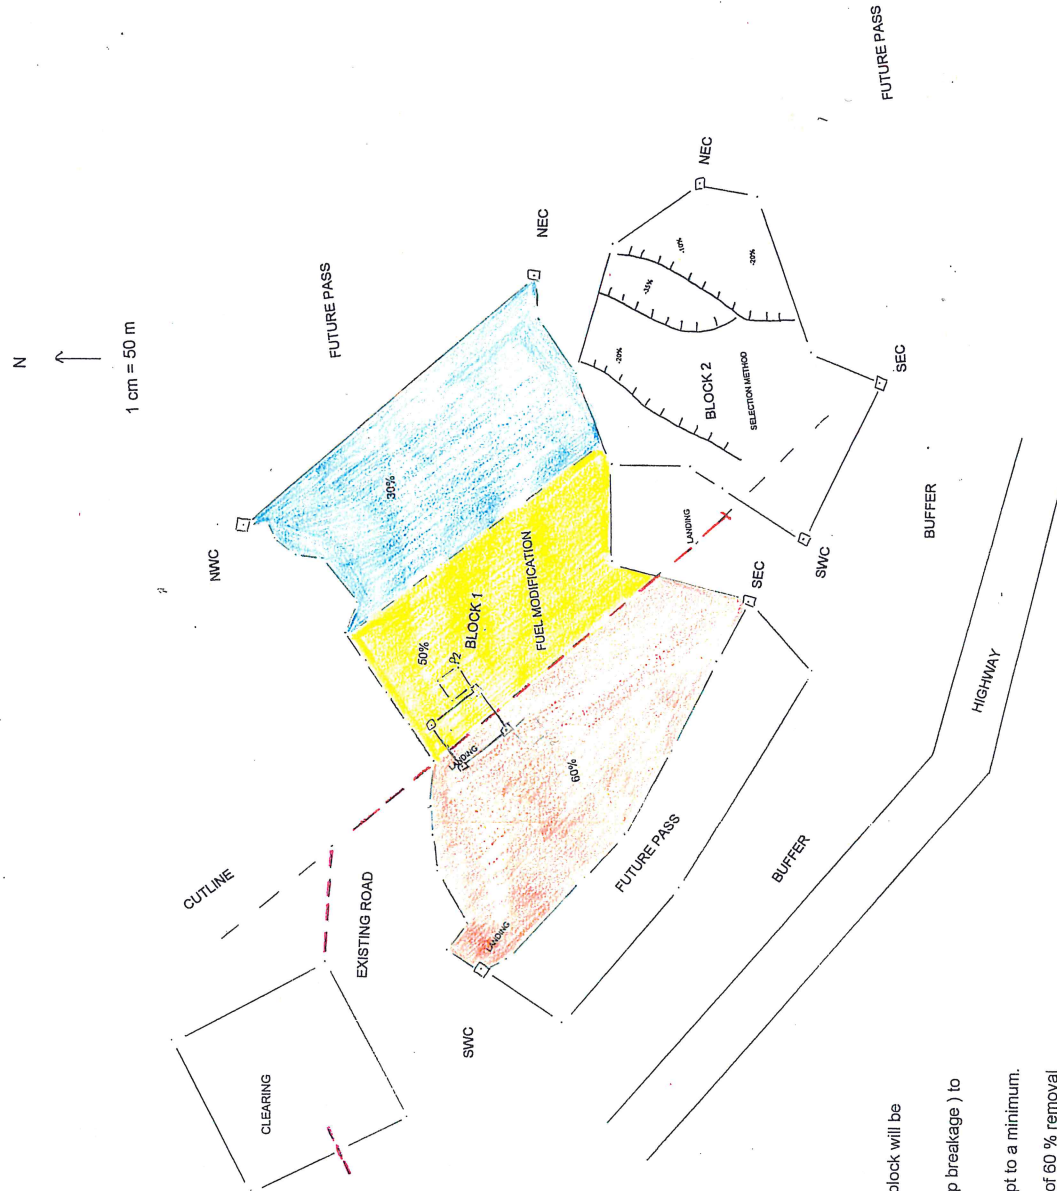 N
1 cm = 50 m
FUTURE PASS
FUTURE PASS
NEC
NEC
NWC
30%
-10%
-15%
-20%
-20%
BLOCK 2
SELECTION METHOD
SEC
50%
P2
BLOCK 1
FUEL MODIFICATION
LANDING
LANDING
SWC
SEC
BUFFER
60%
CUTLINE
EXISTING ROAD
FUTURE PASS
BUFFER
HIGHWAY
LANDING
SWC
CLEARING
block will be
p breakage ) to
pt to a minimum.
of 60 % removal